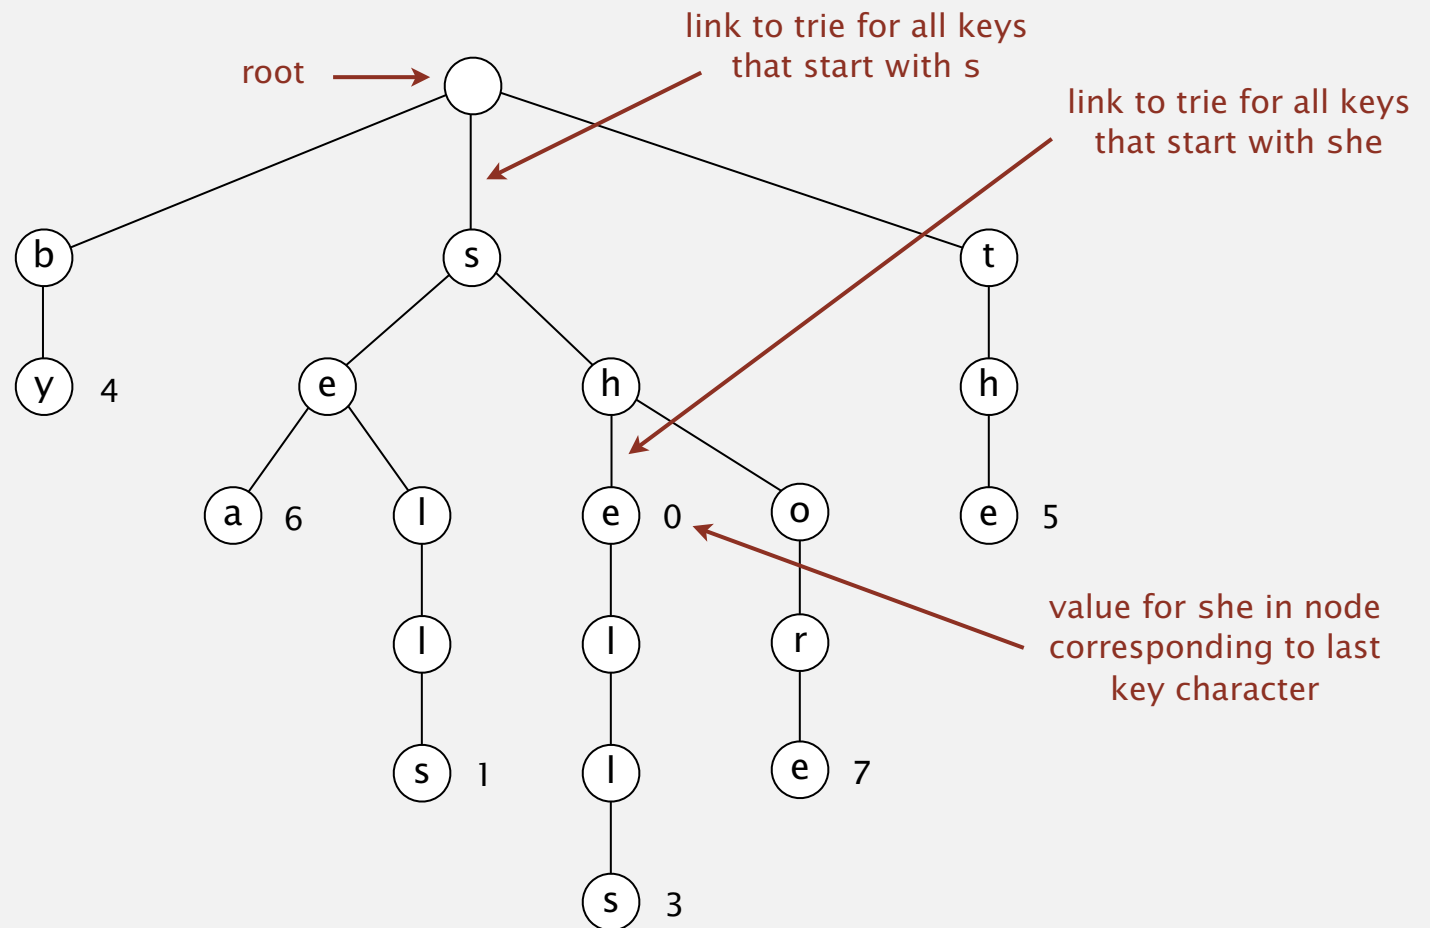 link to trie for all keys
that start with s
root
link to trie for all keys
that start with she
b
s
t
y 4
e
h
h
a 6
l
e 0
o
e 5
l
l
r
value for she in node
corresponding to last
key character
s 1
l
e 7
s 3